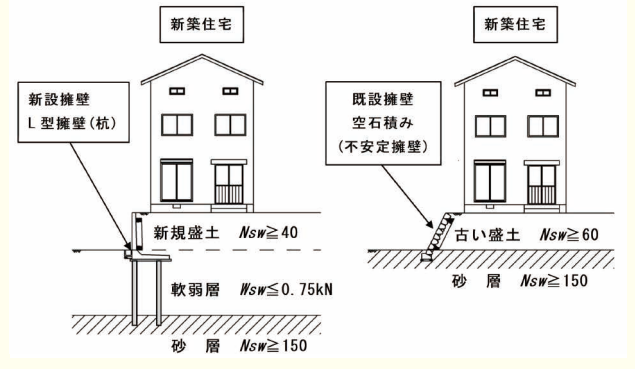 新築住宅
新設擁壁
L型擁壁(杭)
新規盛土 Nsw≧40
軟弱層 Wsw≦0.75kN
砂 層 Nsw≧150
新築住宅
既設擁壁
空石積み
(不安定擁壁)
古い盛土 Nsw≧60
砂 層 Nsw≧150